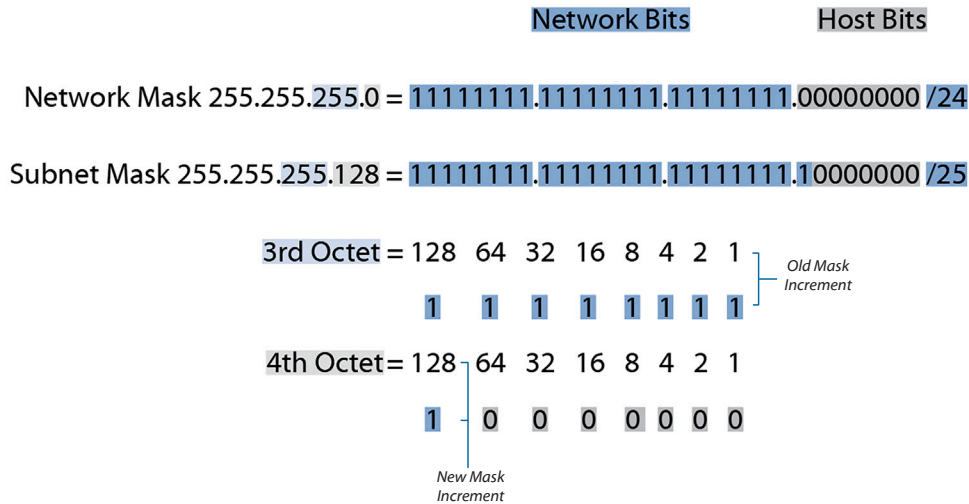 Network Bits Host Bits
Network Mask 255.255.255.0 = 11111111.11111111.11111111.00000000 /24
Subnet Mask 255.255.255.128 = 11111111.11111111.11111111.10000000 /25
3rd Octet = 128 64 32 16 8 4 2 1
Old Mask
Increment
1 1 1 1 1 1 1 1
4th Octet = 128 64 32 16 8 4 2 1
1 0 0 0 0 0 0 0
New Mask
Increment